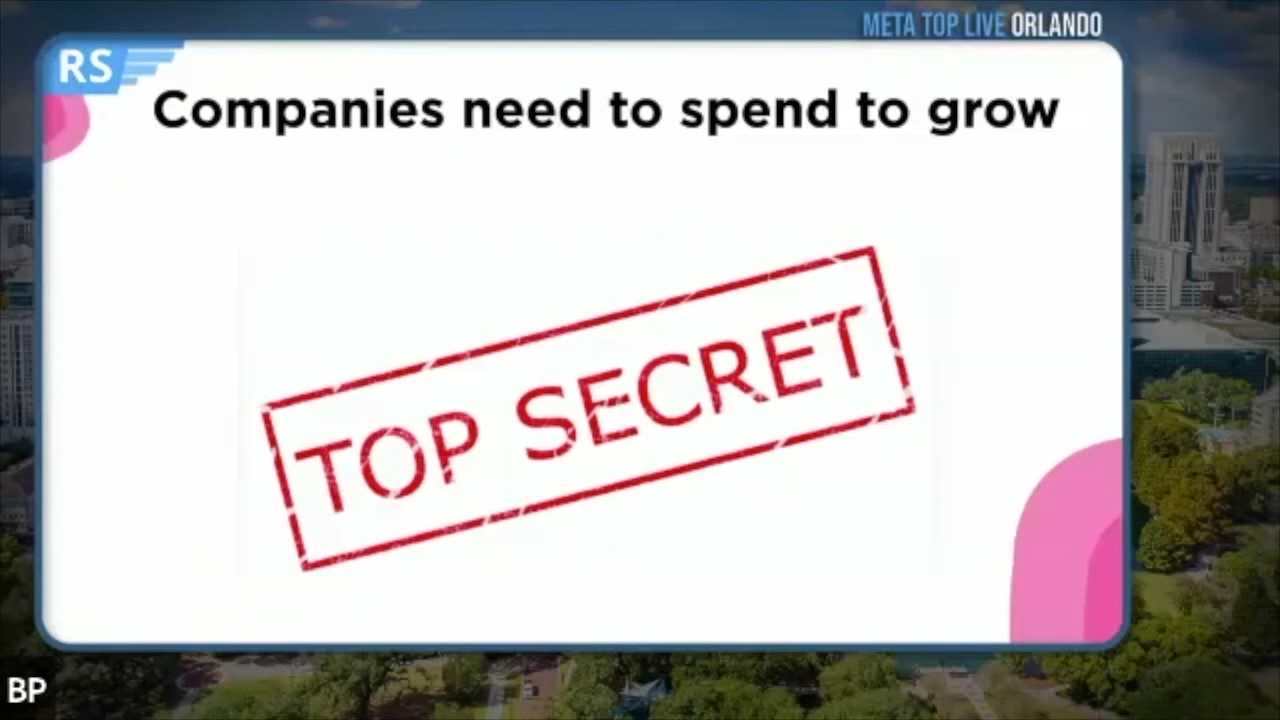 META TOP LIVE ORLANDO
RS
Companies need to spend to grow
TOP SECRET
BP